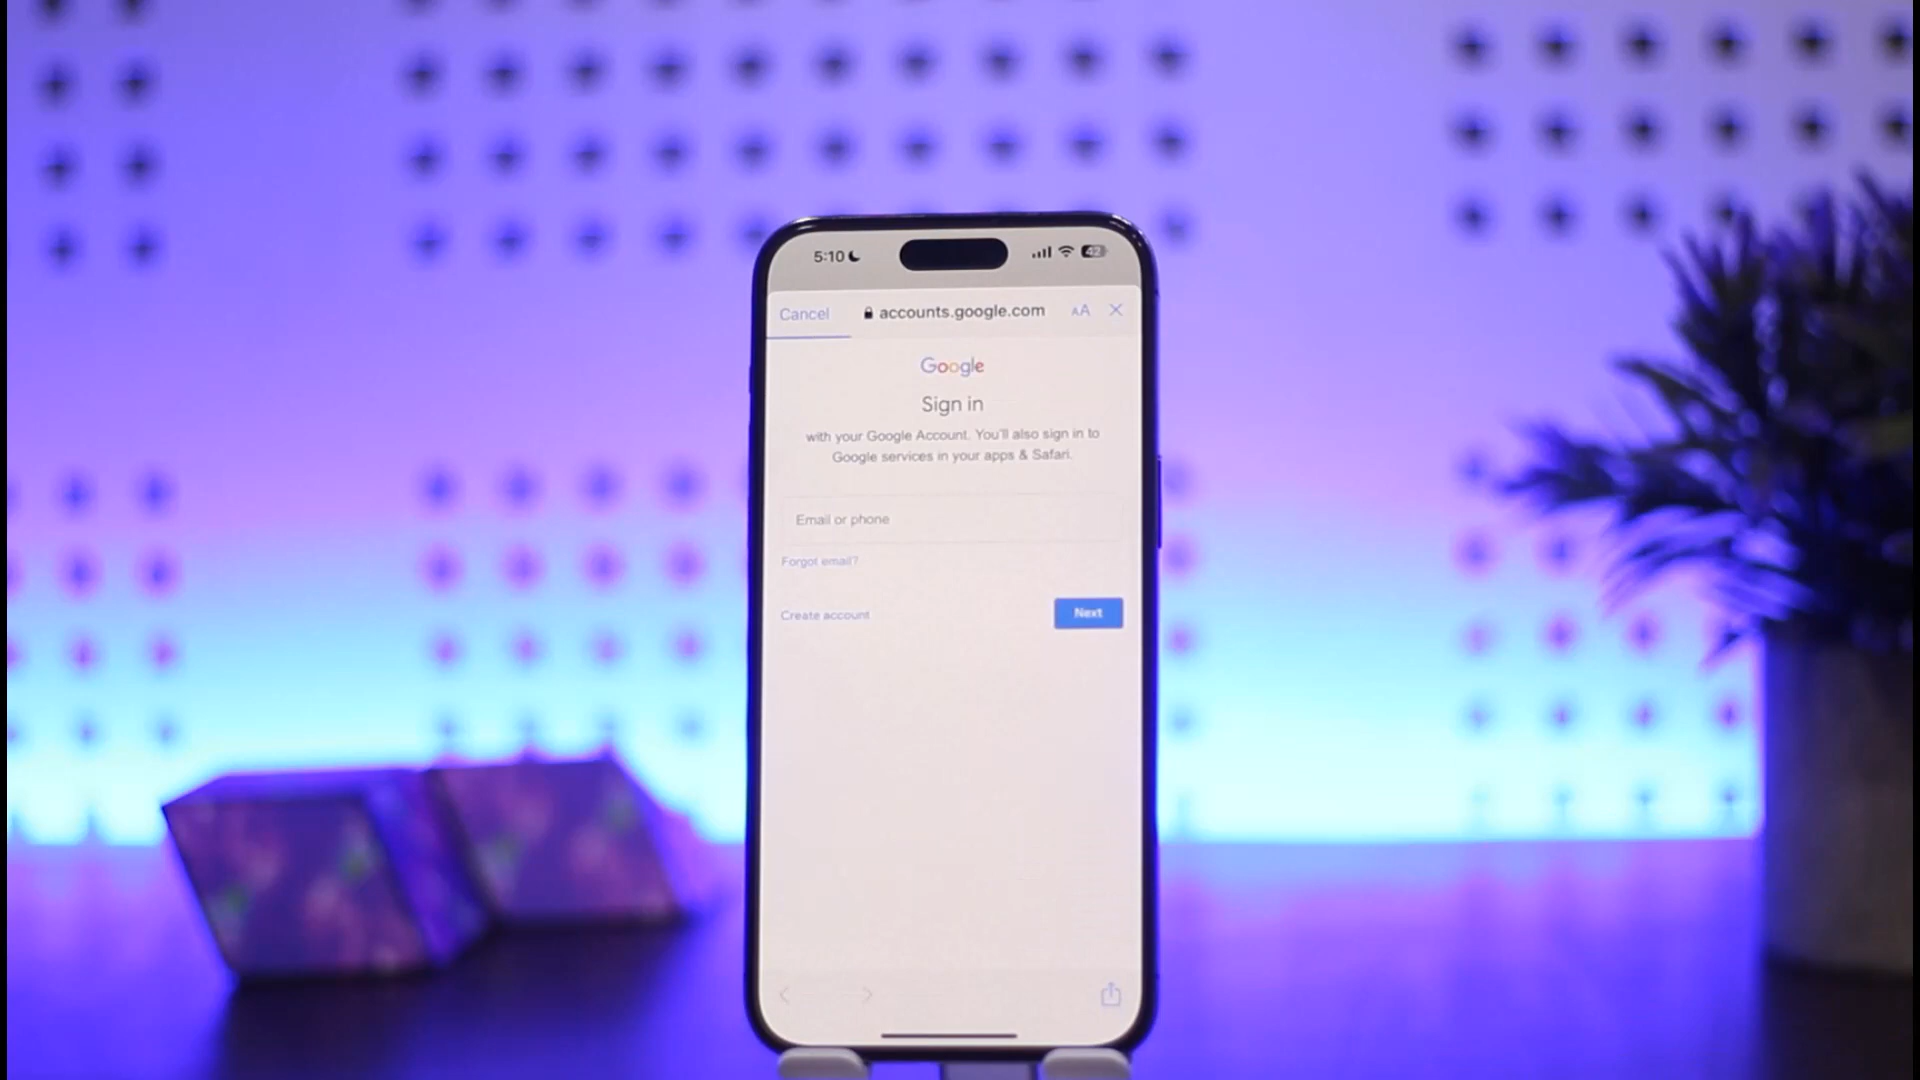 5:10
42
Cancel
accounts.google.com
AA
Google
Sign in
with your Google Account. You'll also sign in to
Google services in your apps & Safari.
Email or phone
Forgot email?
Create account
Next